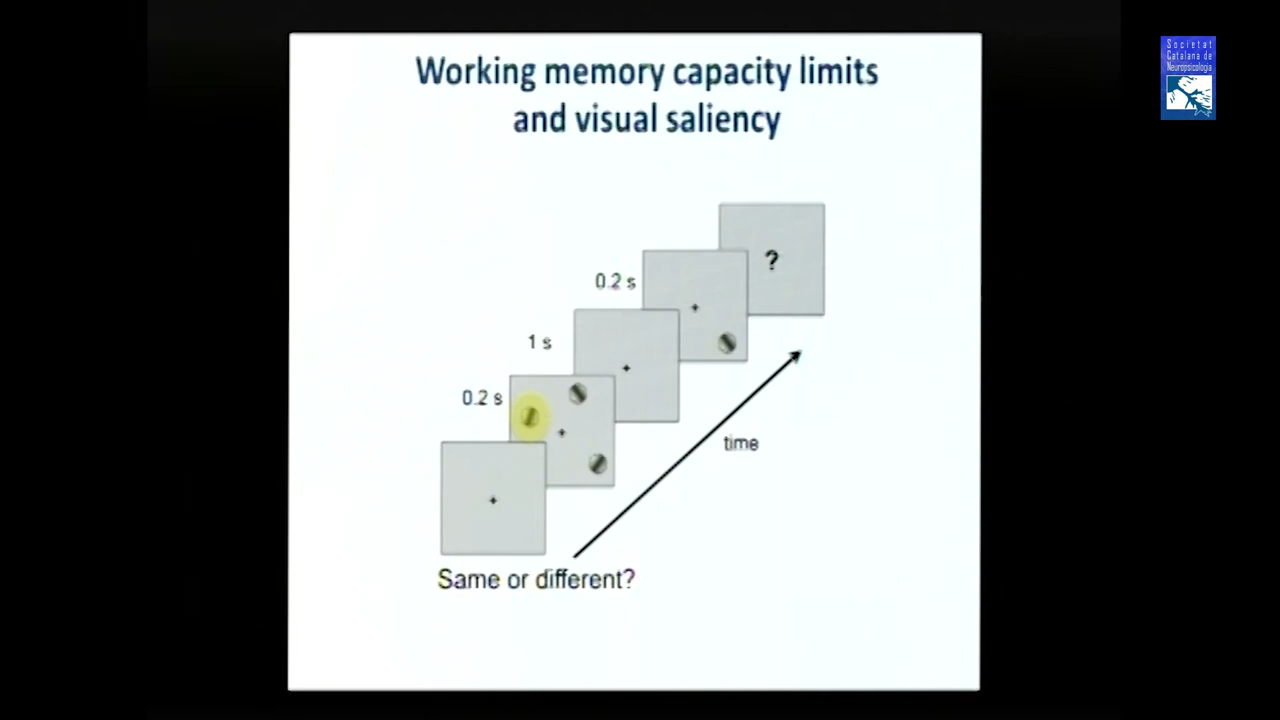 Working memory capacity limits
and visual saliency
0.2 s
?
1 s
0.2 s
time
Same or different?
Societat
Catalana de
Neuropsicologia